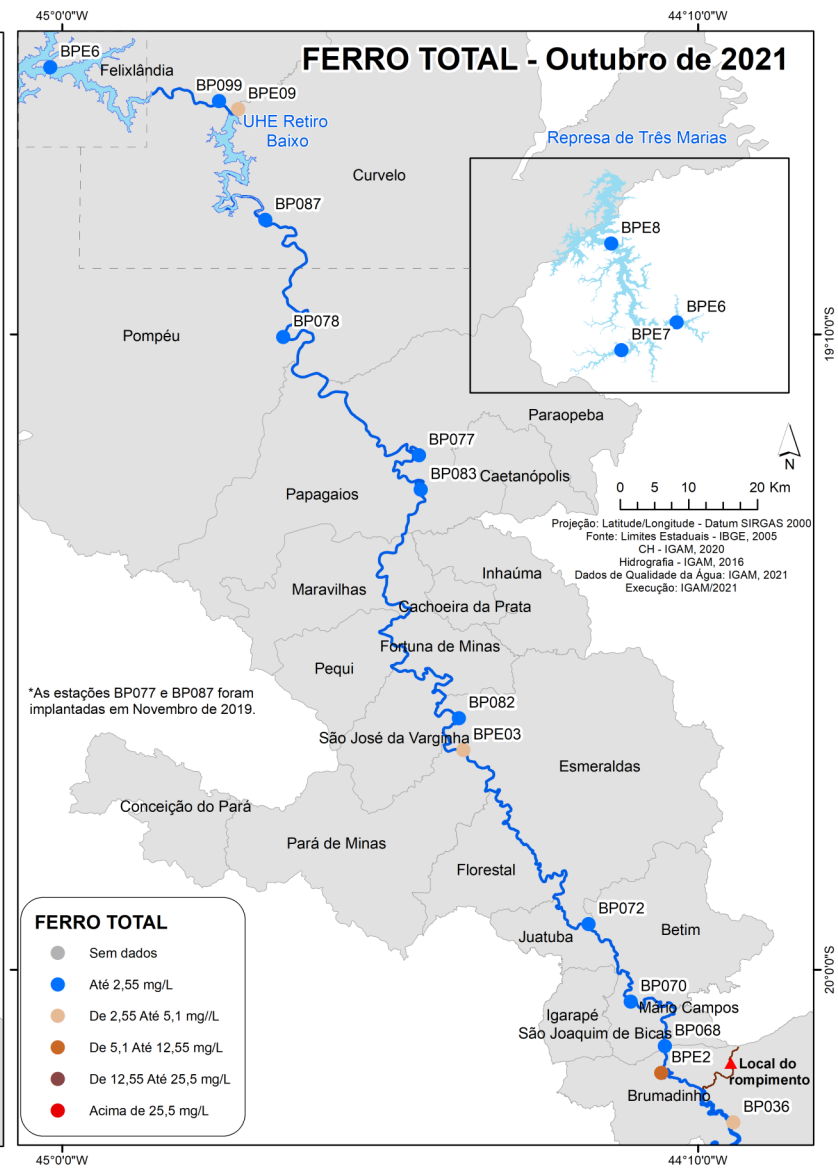 45°0'0"W
44°10'0"W
FERRO TOTAL - Outubro de 2021
BPE6
Felixlândia
BP099
BPE09
UHE Retiro
Baixo
Represa de Três Marias
Curvelo
BP087
BPE8
BPE6
BPE7
BP078
Pompéu
19°10'0"S
Paraopeba
BP077
BP083
Caetanópolis
Papagaios
N
0 5 10 20 Km
Projeção: Latitude/Longitude - Datum SIRGAS 2000
Fonte: Limites Estaduais - IBGE, 2005
CH - IGAM, 2020
Hidrografia - IGAM, 2016
Dados de Qualidade da Água: IGAM, 2021
Execução: IGAM/2021
Inhaúma
Maravilhas
Cachoeira da Prata
Fortuna de Minas
Pequi
*As estações BP077 e BP087 foram
implantadas em Novembro de 2019.
BP082
São José da Varginha
BPE03
Esmeraldas
Conceição do Pará
Pará de Minas
Florestal
BP072
Juatuba
Betim
20°0'0"S
BP070
Mário Campos
Igarapé
São Joaquim de Bicas
BP068
BPE2
Local do
rompimento
Brumadinho
BP036
FERRO TOTAL
Sem dados
Até 2,55 mg/L
De 2,55 Até 5,1 mg//L
De 5,1 Até 12,55 mg/L
De 12,55 Até 25,5 mg/L
Acima de 25,5 mg/L
45°0'0"W
44°10'0"W